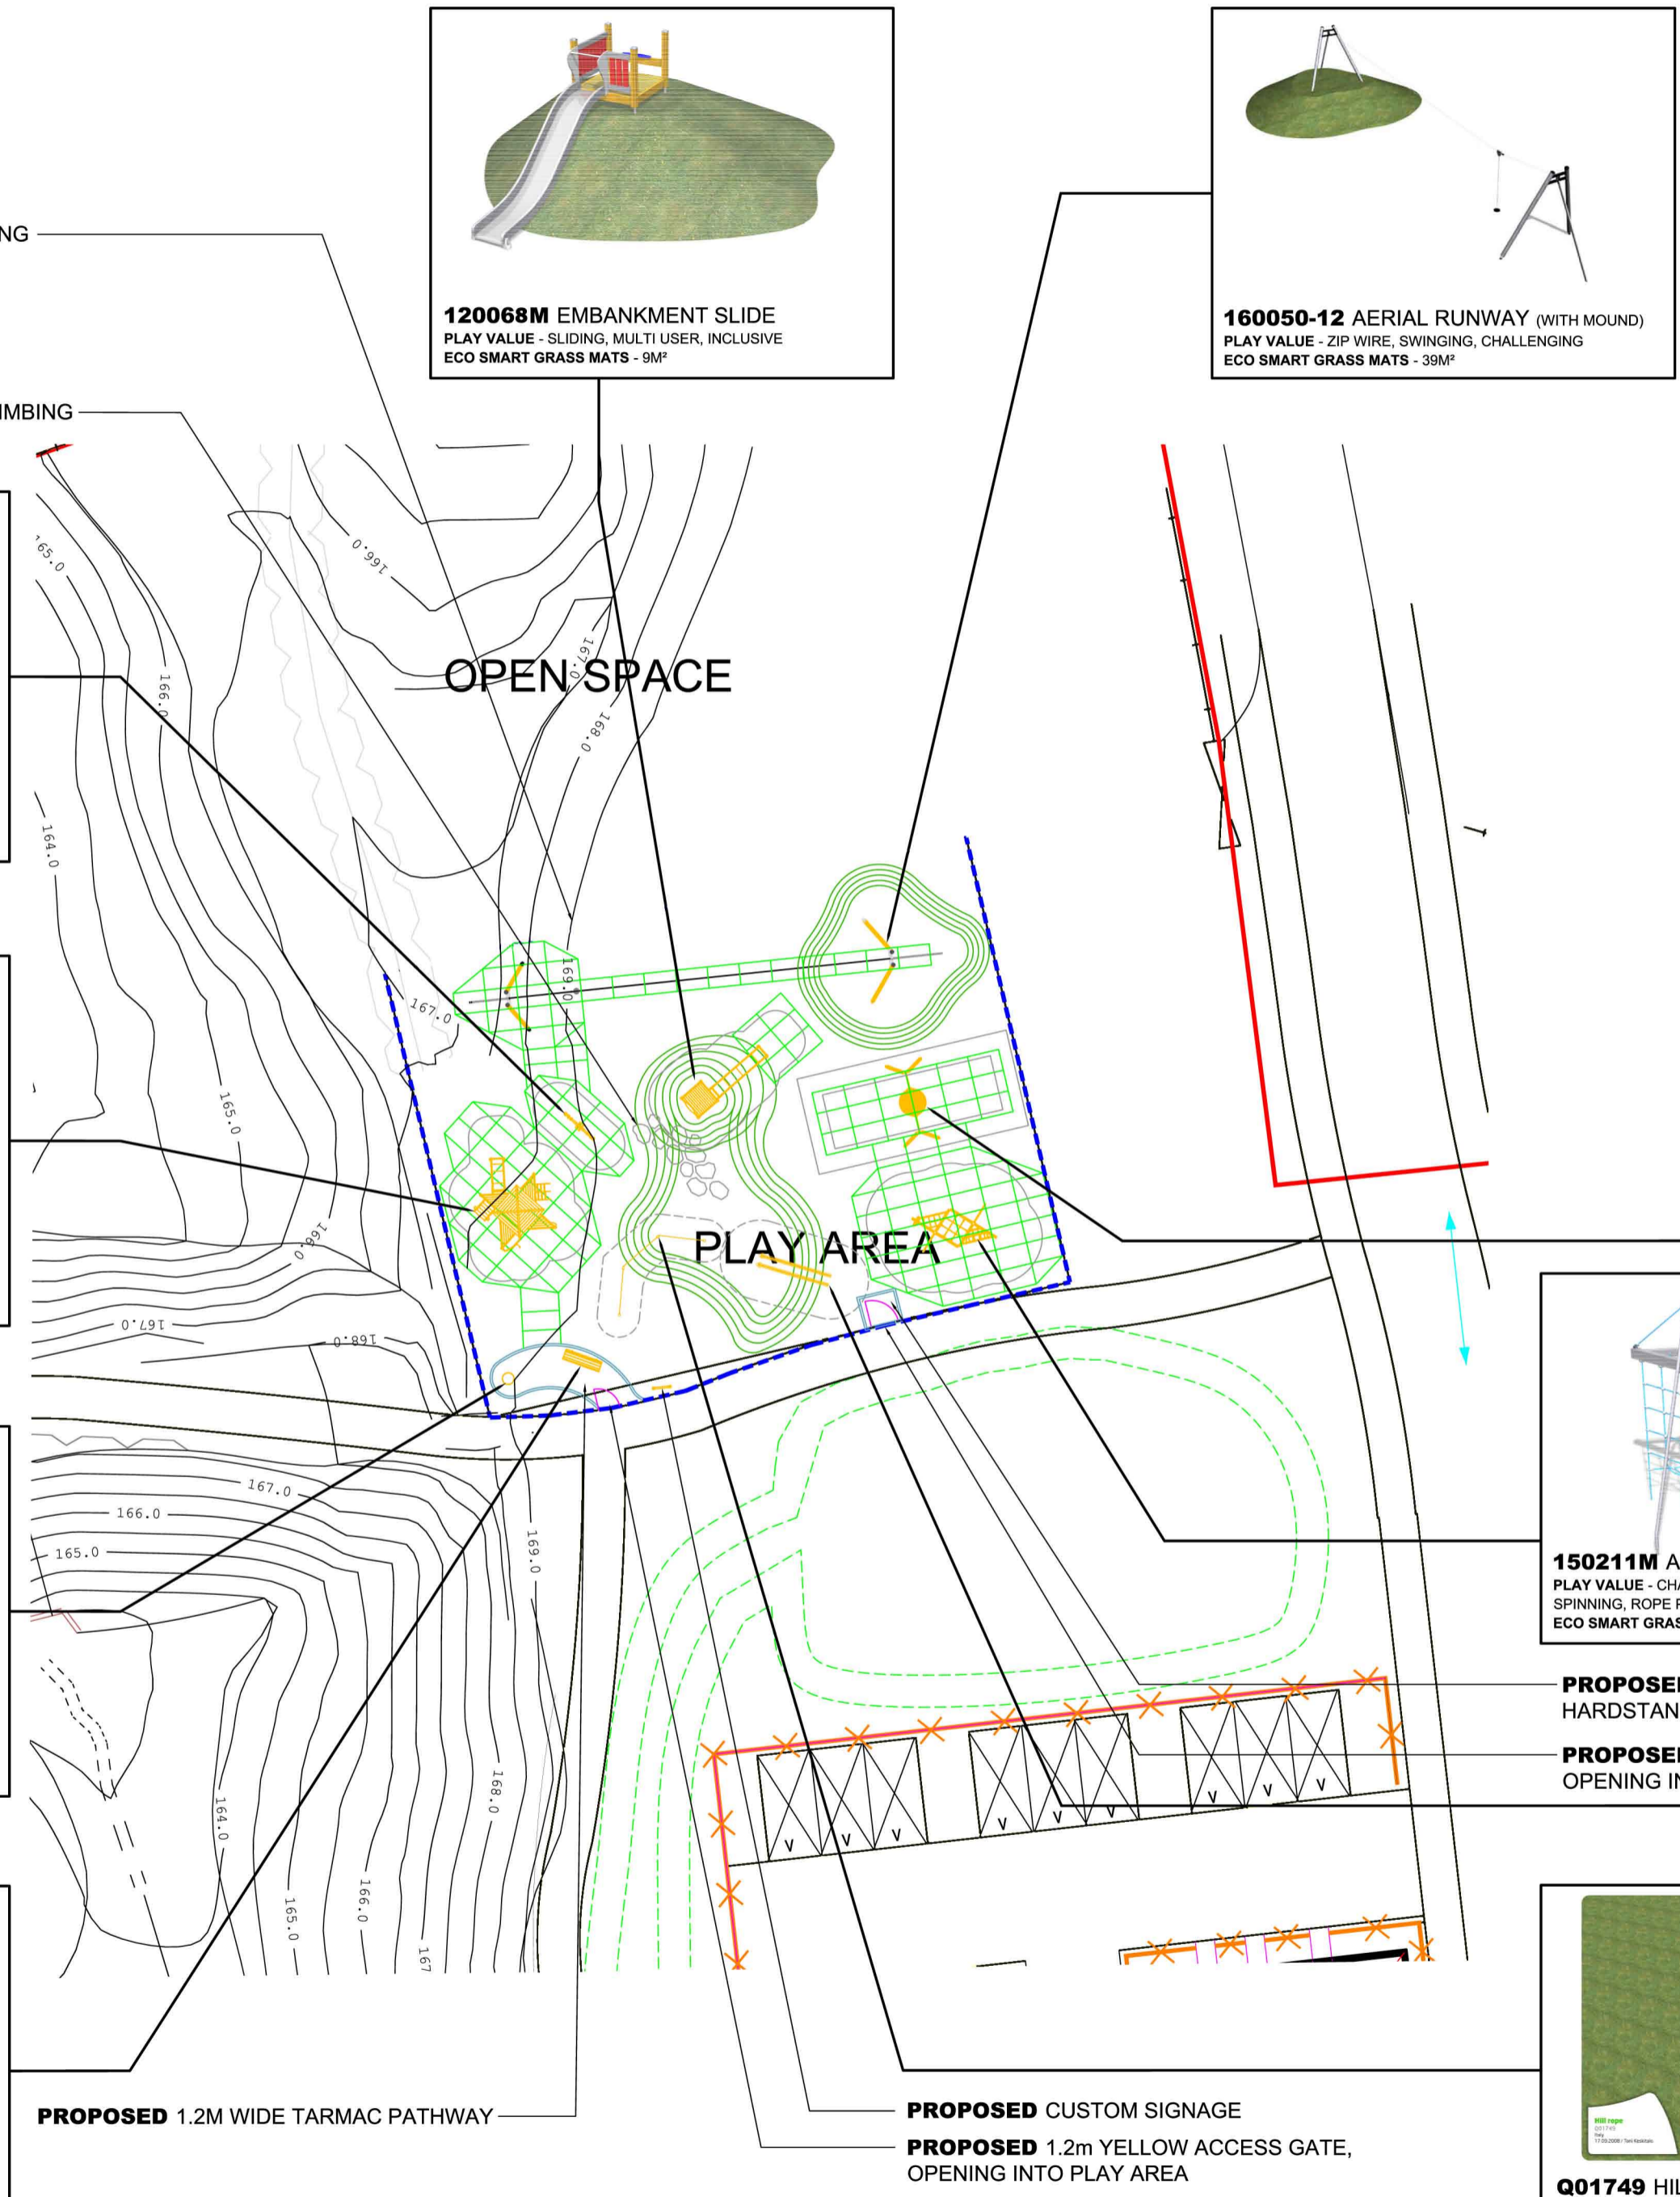 120068M EMBANKMENT SLIDE
PLAY VALUE - SLIDING, MULTI USER, INCLUSIVE
ECO SMART GRASS MATS - 9M²
160050-12 AERIAL RUNWAY (WITH MOUND)
PLAY VALUE - ZIP WIRE, SWINGING, CHALLENGING
ECO SMART GRASS MATS - 39M²
NG
IMBING
165.0
166.0
166.0
167.0
168.0
OPEN SPACE
164.0
169.0
167.0
165.0
166.0
PLAY AREA
167.0
168.0
167.0
166.0
165.0
169.0
150211M A
PLAY VALUE - CHA
SPINNING, ROPE P
ECO SMART GRAS
PROPOSED
HARDSTAN
PROPOSED
OPENING IN
168.0
164.0
V V V V V V V V V
166.0
165.0
167
PROPOSED 1.2M WIDE TARMAC PATHWAY
PROPOSED CUSTOM SIGNAGE
PROPOSED 1.2m YELLOW ACCESS GATE,
OPENING INTO PLAY AREA
Hill rope
Q01749
Q01749 HIL